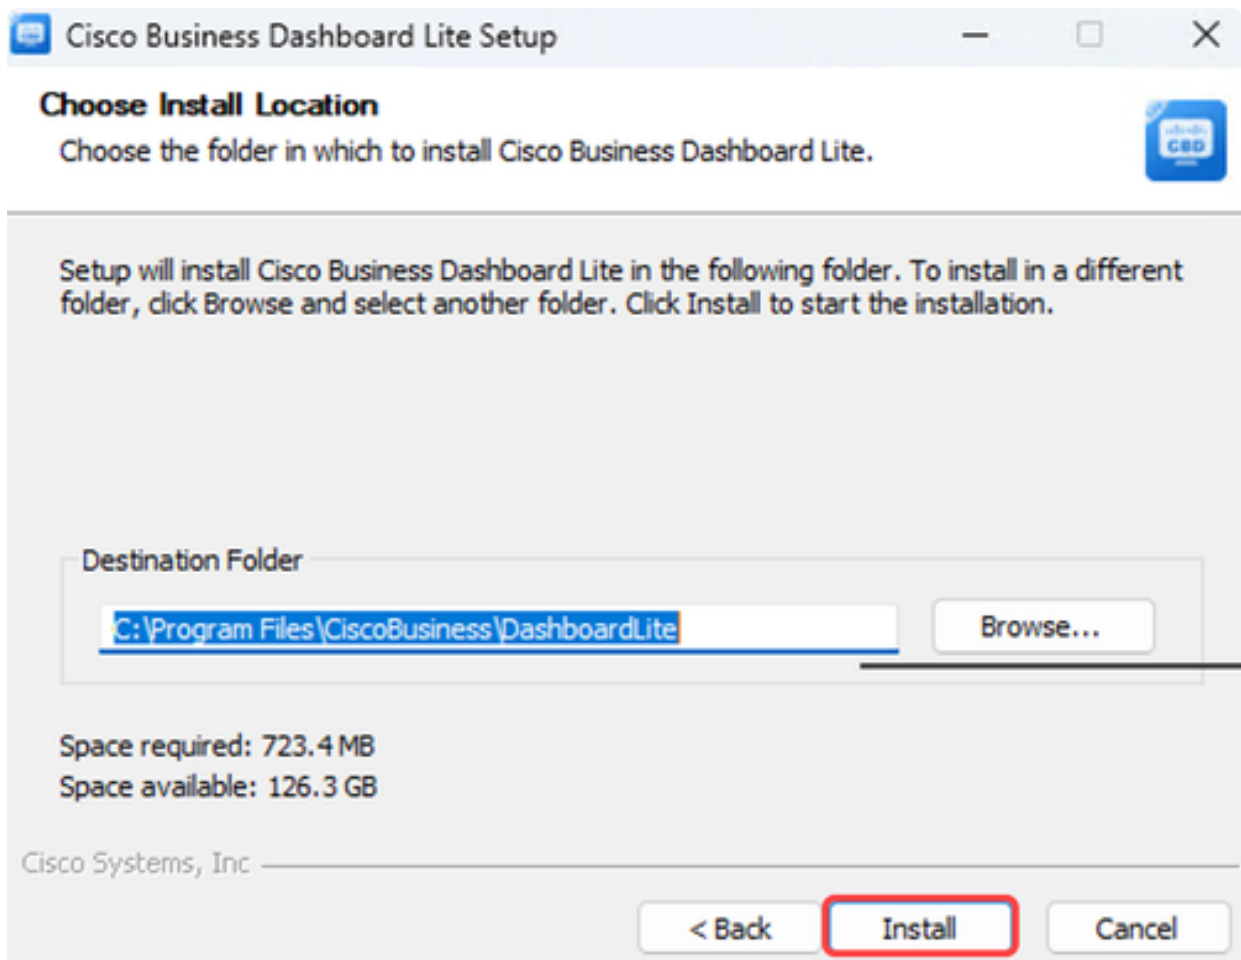 Cisco Business Dashboard Lite Setup
Choose Install Location
Choose the folder in which to install Cisco Business Dashboard Lite.
CBD
Setup will install Cisco Business Dashboard Lite in the following folder. To install in a different
folder, click Browse and select another folder. Click Install to start the installation.
Destination Folder
C:\Program Files\CiscoBusiness\DashboardLite
Browse...
Space required: 723.4 MB
Space available: 126.3 GB
Cisco Systems, Inc
< Back
Install
Cancel